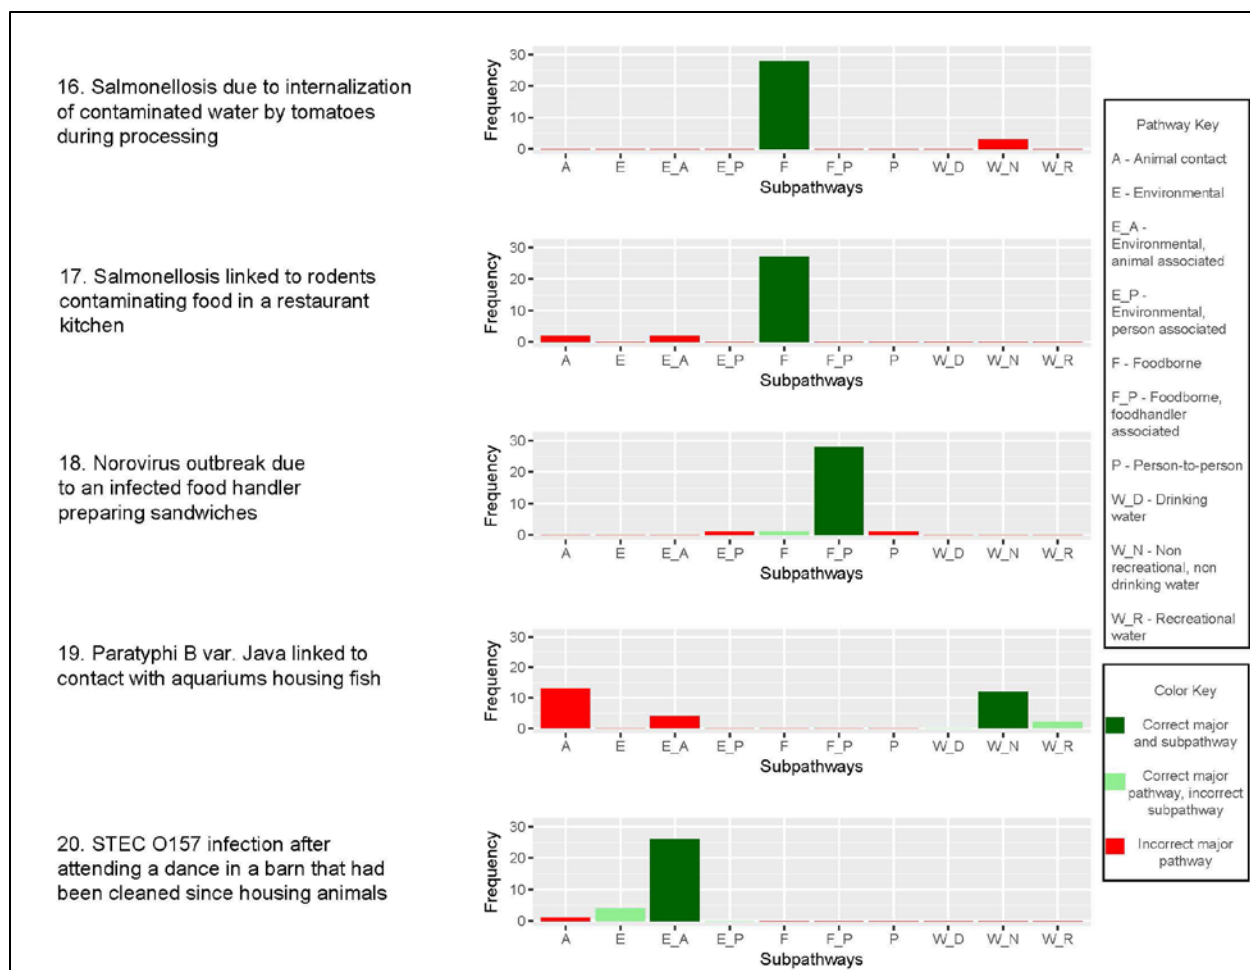 16. Salmonellosis due to internalization
of contaminated water by tomatoes
during processing
Frequency
30
20
10
0
A E E_A E_P F F_P P W_D W_N W_R
Subpathways
17. Salmonellosis linked to rodents
contaminating food in a restaurant
kitchen
Frequency
30
20
10
0
A E E_A E_P F F_P P W_D W_N W_R
Subpathways
18. Norovirus outbreak due
to an infected food handler
preparing sandwiches
Frequency
30
20
10
0
A E E_A E_P F F_P P W_D W_N W_R
Subpathways
19. Paratyphi B var. Java linked to
contact with aquariums housing fish
Frequency
30
20
10
0
A E E_A E_P F F_P P W_D W_N W_R
Subpathways
20. STEC O157 infection after
attending a dance in a barn that had
been cleaned since housing animals
Frequency
30
20
10
0
A E E_A E_P F F_P P W_D W_N W_R
Subpathways
Pathway Key
A - Animal contact
E - Environmental
E_A -
Environmental,
animal associated
E_P -
Environmental,
person associated
F - Foodborne
F_P - Foodborne,
foodhandler
associated
P - Person-to-person
W_D - Drinking
water
W_N - Non
recreational, non
drinking water
W_R - Recreational
water
Color Key
Correct major
and subpathway
Correct major
pathway, incorrect
subpathway
Incorrect major
pathway